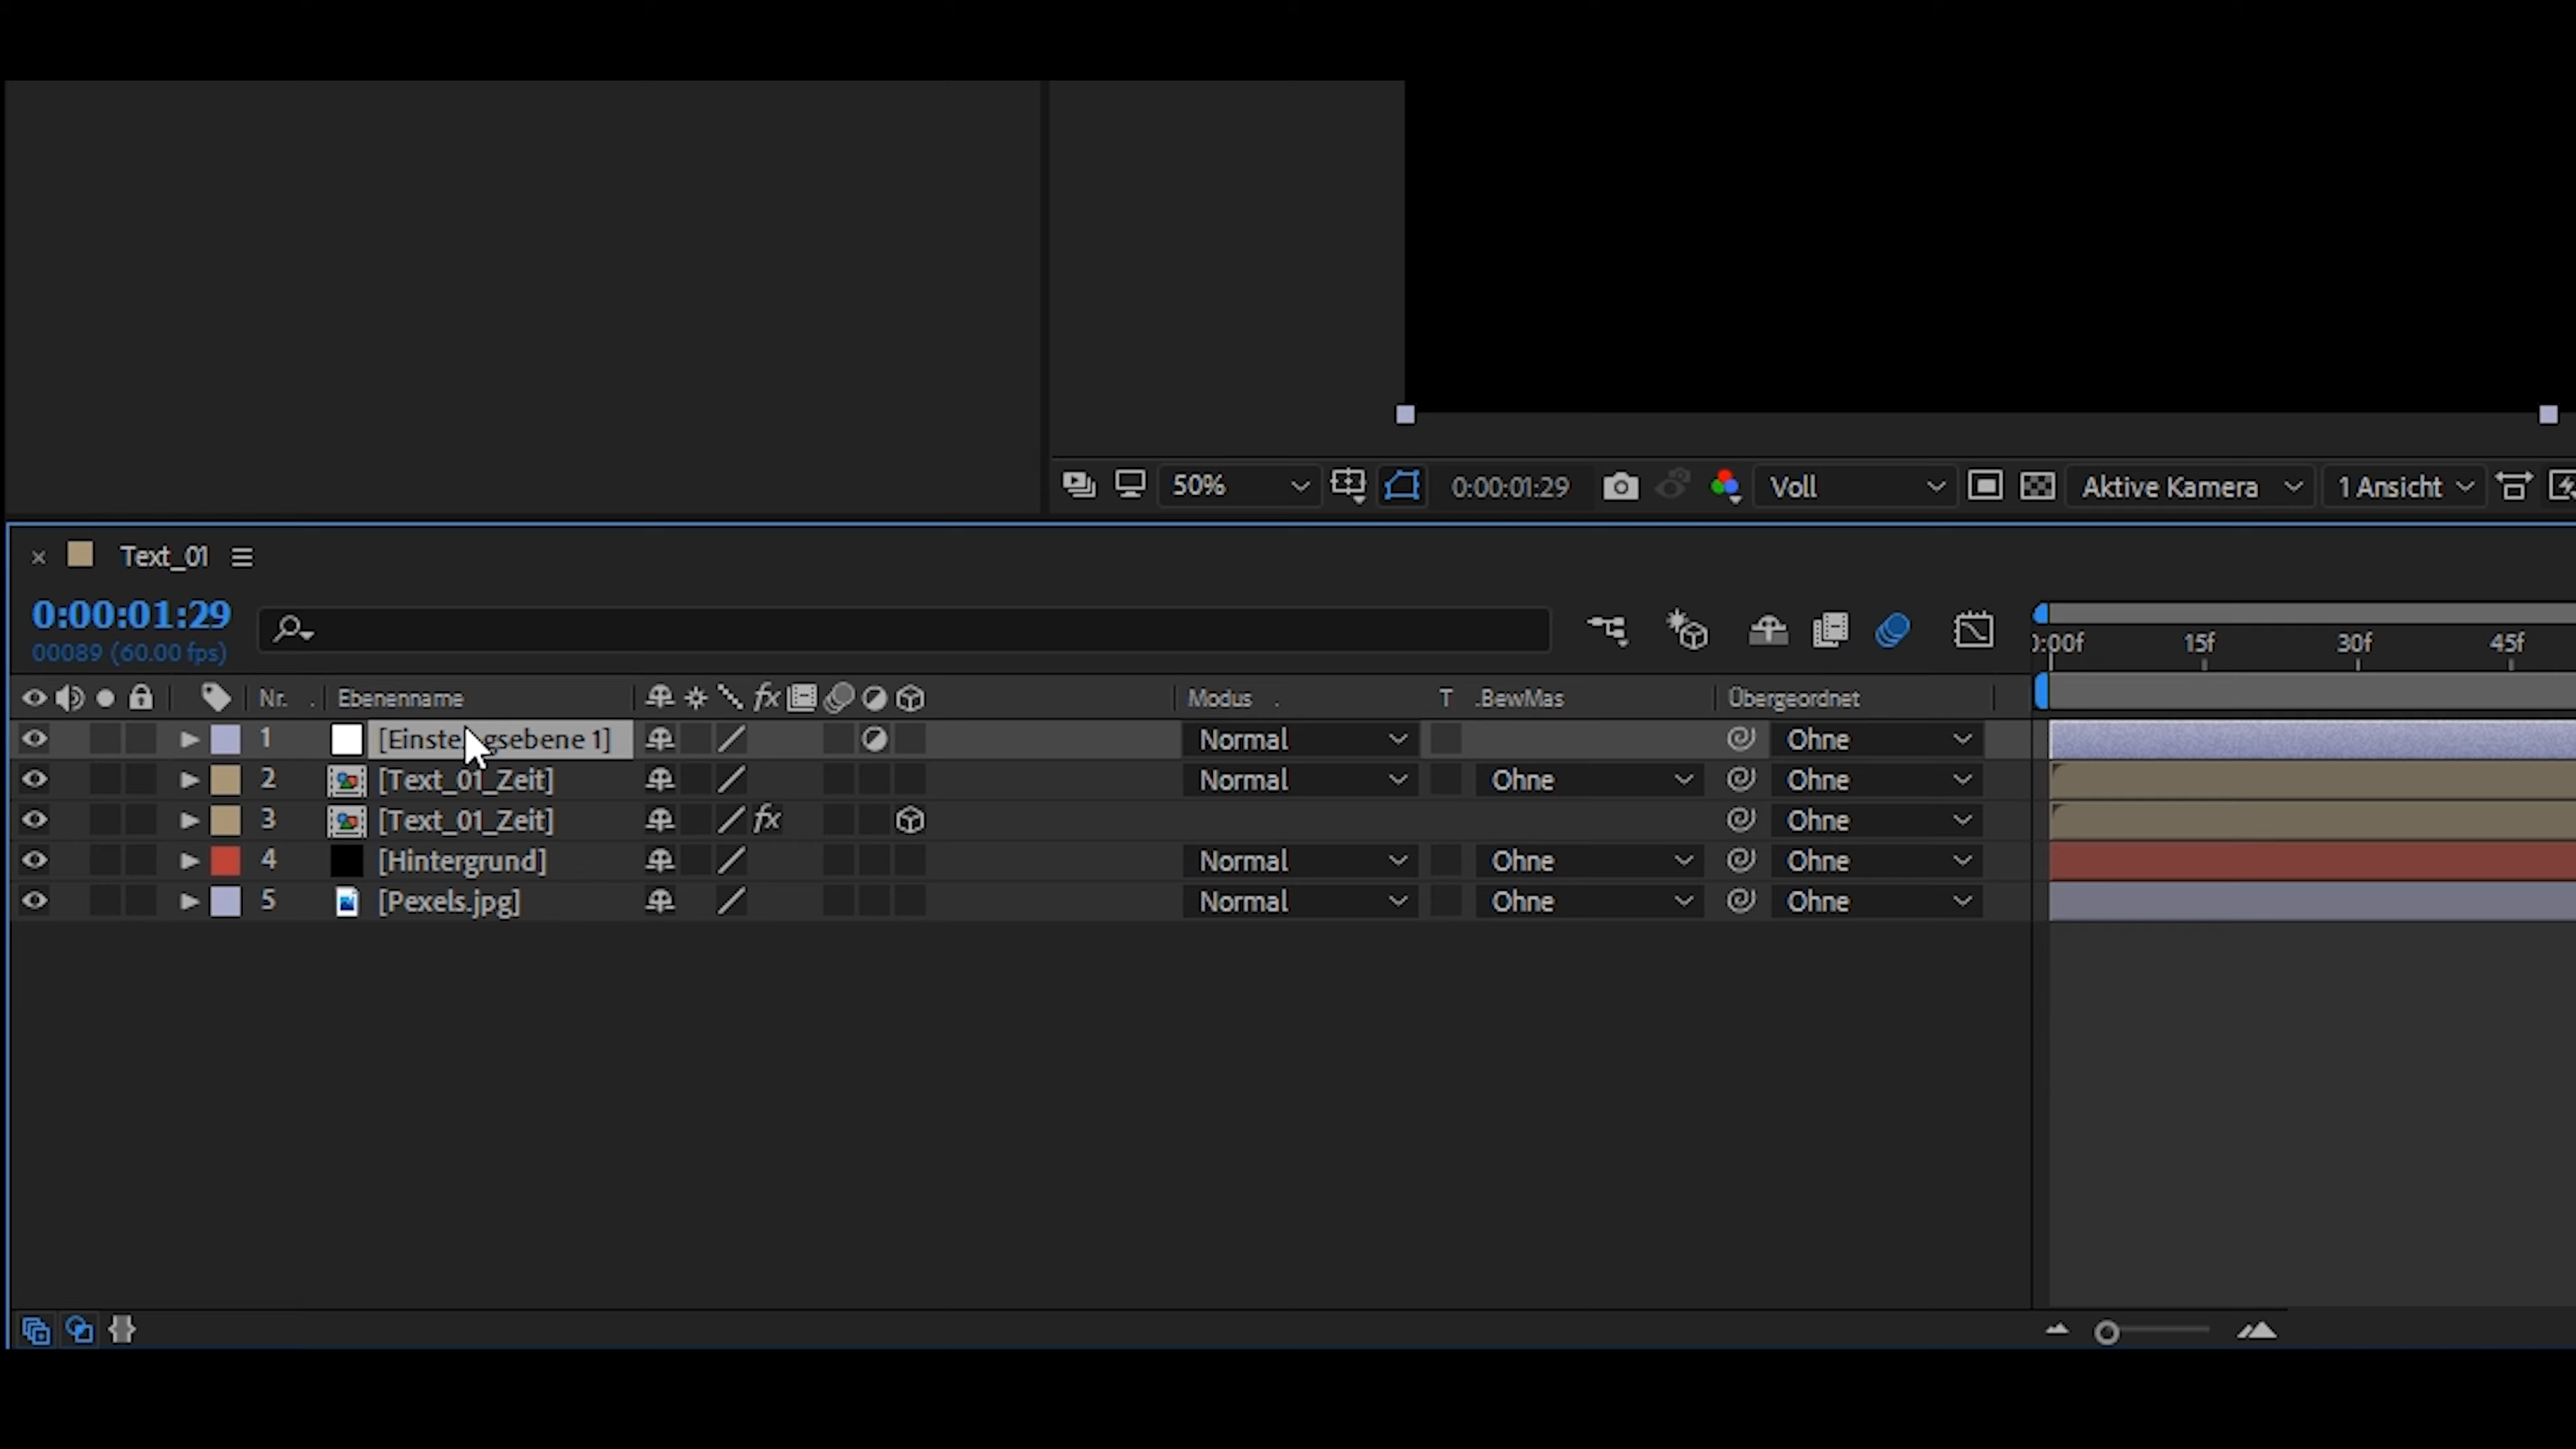 50% 0:00:01:29 Voll Aktive Kamera 1 Ansicht
Text_01
0:00:01:29
00089 (60.00 fps)
0:00f 15f 30f 45f
Nr. Ebenenname fx Modus T .BewMas Übergeordnet
1 Normal Ohne
2 [Text_01_Zeit] Normal Ohne Ohne
3 [Text_01_Zeit] fx Ohne
4 [Hintergrund] Normal Ohne Ohne
5 [Pexels.jpg] Normal Ohne Ohne